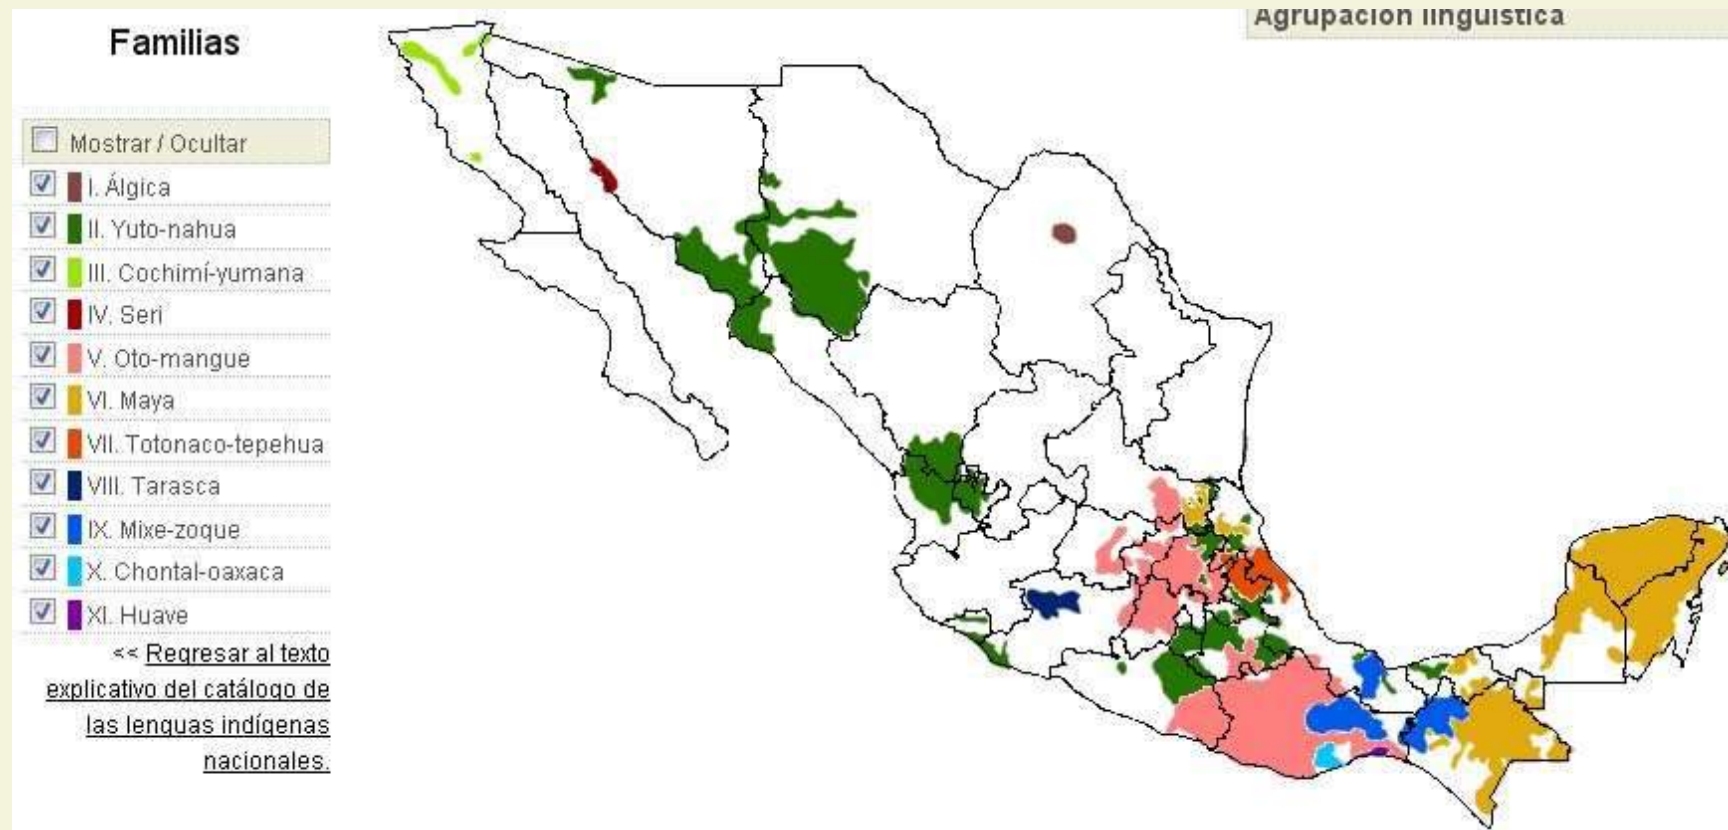 Agrupación lingüística
Familias
Mostrar / Ocultar
I. Álgica
II. Yuto-nahua
III. Cochimí-yumana
IV. Seri
V. Oto-mangue
VI. Maya
VII. Totonaco-tepehua
VIII. Tarasca
IX. Mixe-zoque
X. Chontal-oaxaca
XI. Huave
<< Regresar al texto
explicativo del catálogo de
las lenguas indígenas
nacionales.